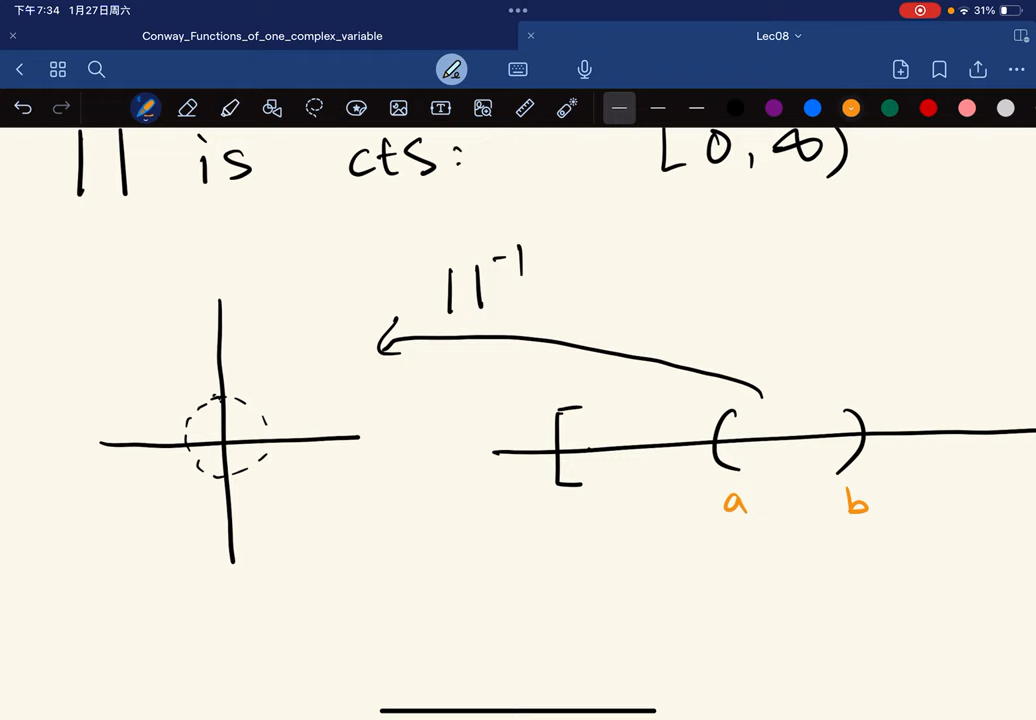 下午7:34 1月27日周六
31%
Conway_Functions_of_one_complex_variable
Lec08
|| is cts: [0,∞)
||⁻¹
a b